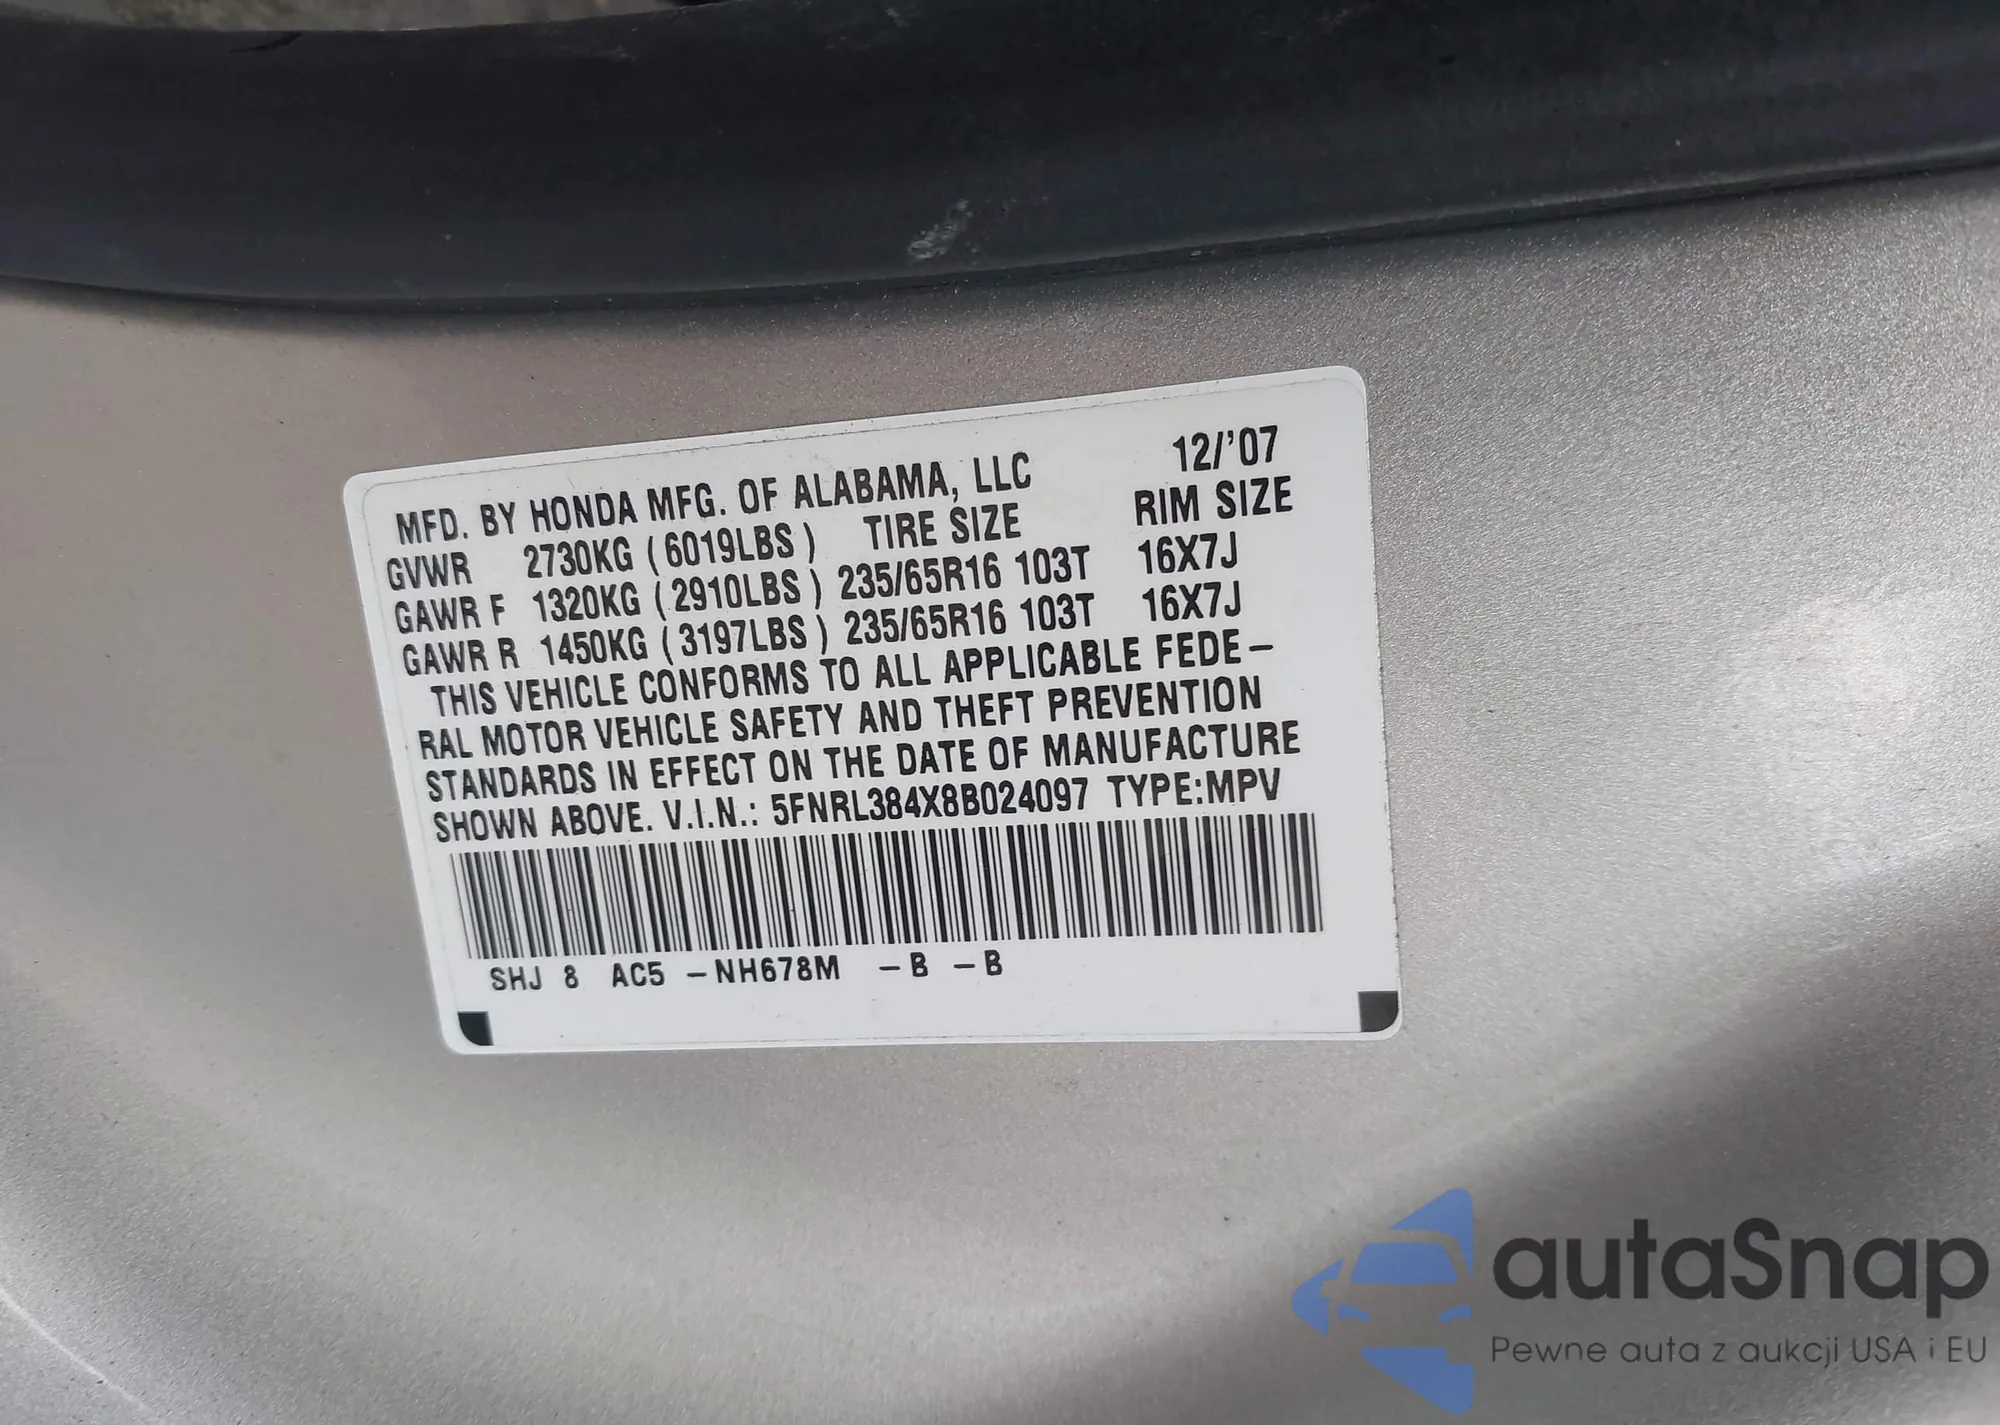 MFD. BY HONDA MFG. OF ALABAMA, LLC 12/'07
GVWR 2730KG ( 6019LBS ) TIRE SIZE RIM SIZE
GAWR F 1320KG ( 2910LBS ) 235/65R16 103T 16X7J
GAWR R 1450KG ( 3197LBS ) 235/65R16 103T 16X7J
THIS VEHICLE CONFORMS TO ALL APPLICABLE FEDE-
RAL MOTOR VEHICLE SAFETY AND THEFT PREVENTION
STANDARDS IN EFFECT ON THE DATE OF MANUFACTURE
SHOWN ABOVE. V.I.N.: 5FNRL384X8B024097 TYPE:MPV
SHJ 8 AC5 -NH678M -B -B
autaSnap
Pewne auta z aukcji USA i EU